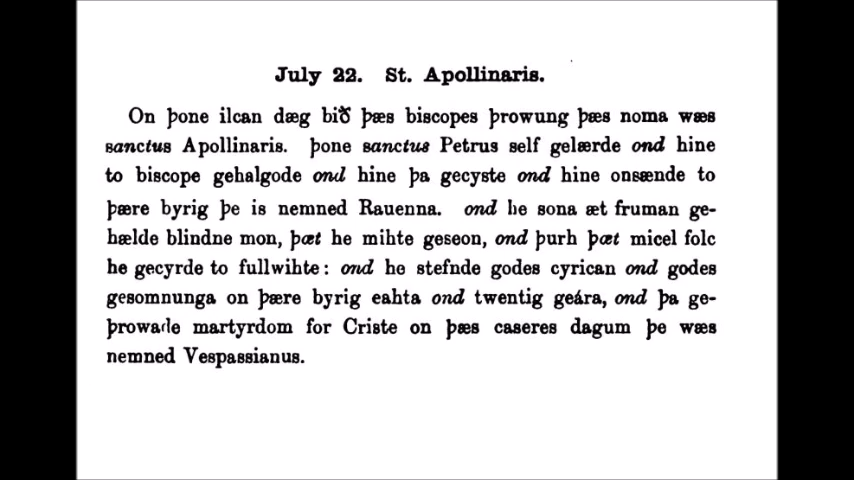 July 22. St. Apollinaris.
On þone ilcan dæg bið þæs biscopes þrowung þæs noma wæs
sanctus Apollinaris. þone sanctus Petrus self gelærde ond hine
to biscope gehalgode ond hine þa gecyste ond hine onsænde to
þære byrig þe is nemned Rauenna. ond he sona æt fruman ge-
hælde blindne mon, þæt he mihte geseon, ond þurh þæt micel folc
he gecyrde to fullwihte: ond he stefnde godes cyrican ond godes
gesomnunga on þære byrig eahta ond twentig geára, ond þa ge-
þrowade martyrdom for Criste on þæs caseres dagum þe wæs
nemned Vespassianus.